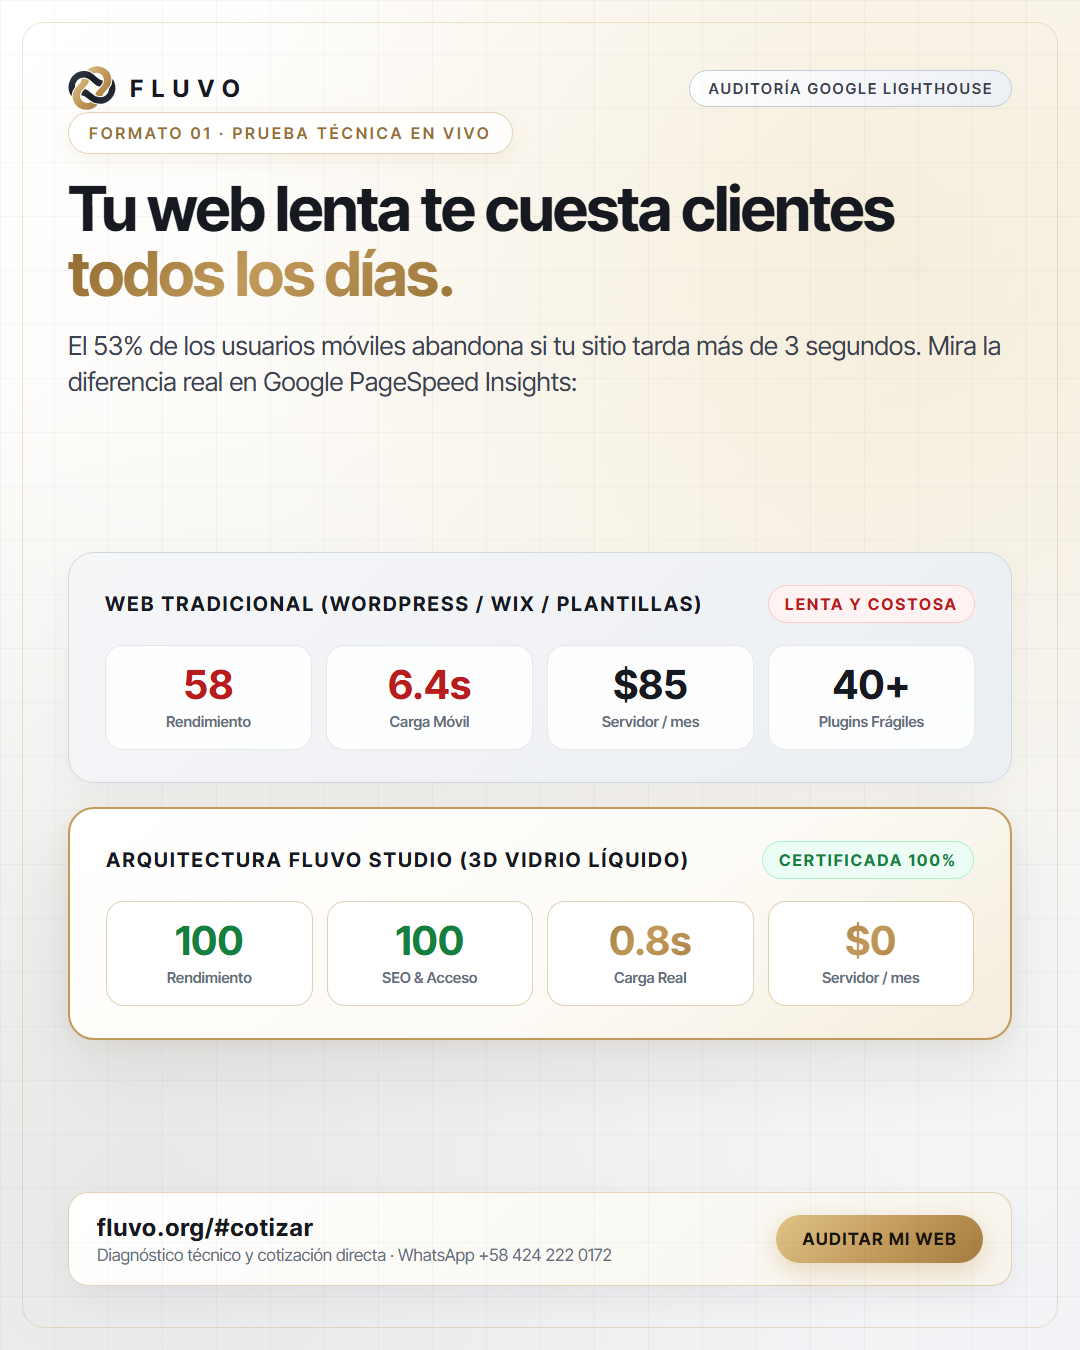 FLUVO
AUDITORÍA GOOGLE LIGHTHOUSE
FORMATO 01 · PRUEBA TÉCNICA EN VIVO
Tu web lenta te cuesta clientes
todos los días.
El 53% de los usuarios móviles abandona si tu sitio tarda más de 3 segundos. Mira la
diferencia real en Google PageSpeed Insights:
WEB TRADICIONAL (WORDPRESS / WIX / PLANTILLAS)
LENTA Y COSTOSA
58
Rendimiento
6.4s
Carga Móvil
$85
Servidor / mes
40+
Plugins Frágiles
ARQUITECTURA FLUVO STUDIO (3D VIDRIO LÍQUIDO)
CERTIFICADA 100%
100
Rendimiento
100
SEO & Acceso
0.8s
Carga Real
$0
Servidor / mes
fluvo.org/#cotizar
Diagnóstico técnico y cotización directa · WhatsApp +58 424 222 0172
AUDITAR MI WEB